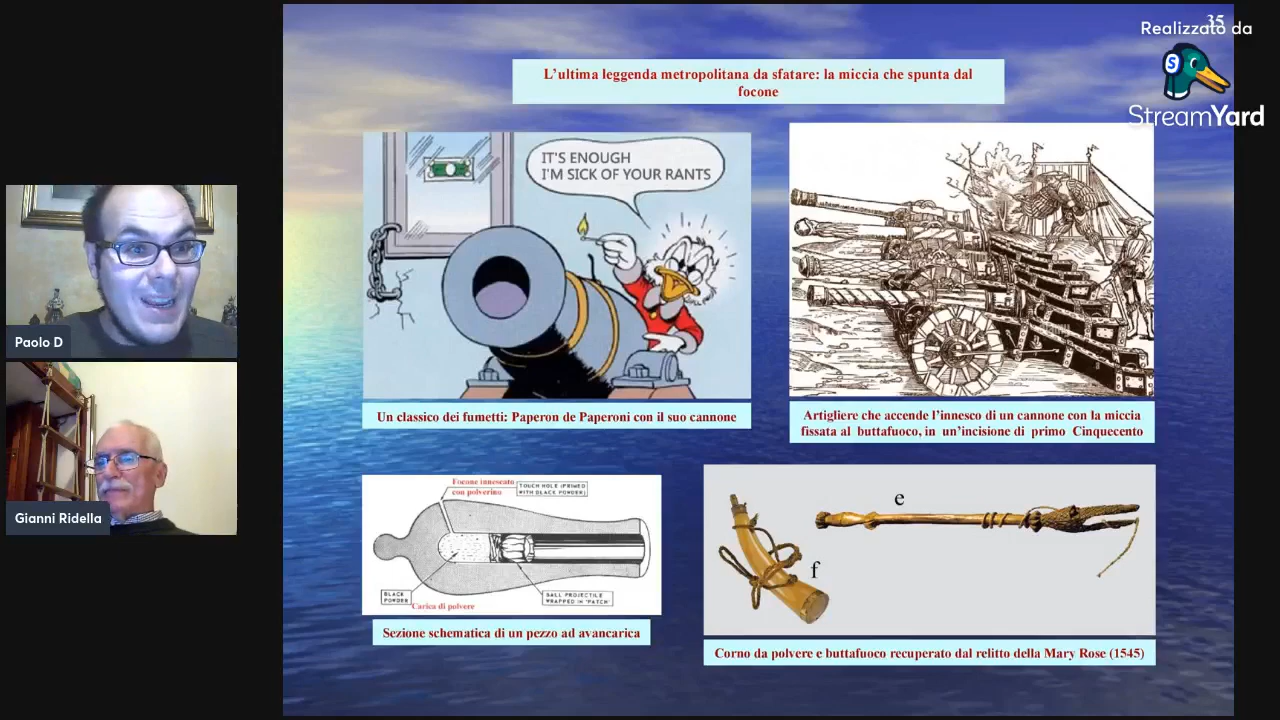 35
Realizzato da
StreamYard
L'ultima leggenda metropolitana da sfatare: la miccia che spunta dal
focone
IT'S ENOUGH
I'M SICK OF YOUR RANTS
Un classico dei fumetti: Paperon de Paperoni con il suo cannone
Artigliere che accende l'innesco di un cannone con la miccia
fissata al buttafuoco, in un'incisione di primo Cinquecento
Paolo D
Gianni Ridella
Focone innescato
con polverino
TOUCH HOLE (PRIMED
WITH BLACK POWDER)
BLACK
POWDER
Carica di polvere
BALL PROJECTILE
WRAPPED IN "PATCH"
Sezione schematica di un pezzo ad avancarica
e
f
Corno da polvere e buttafuoco recuperato dal relitto della Mary Rose (1545)